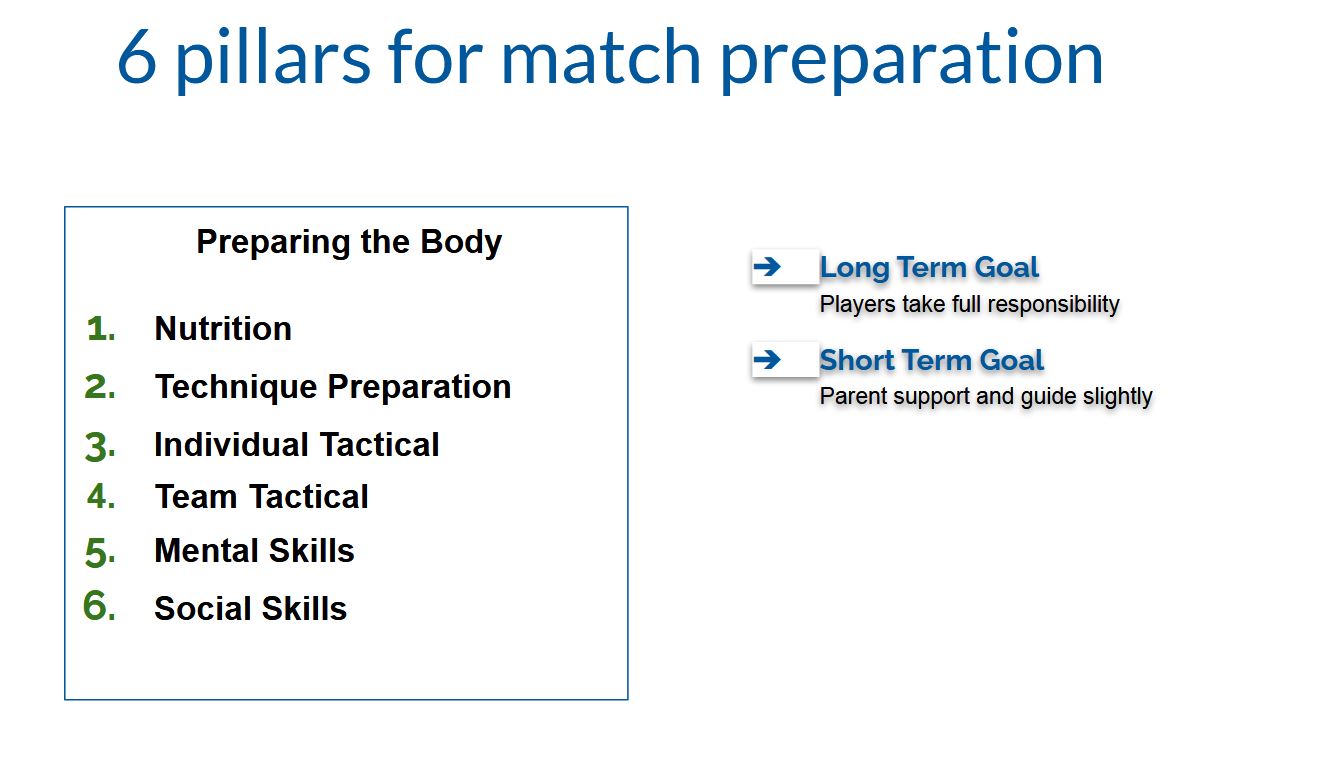 6 pillars for match preparation
Preparing the Body
1. Nutrition
2. Technique Preparation
3. Individual Tactical
4. Team Tactical
5. Mental Skills
6. Social Skills
➔ Long Term Goal
Players take full responsibility
➔ Short Term Goal
Parent support and guide slightly